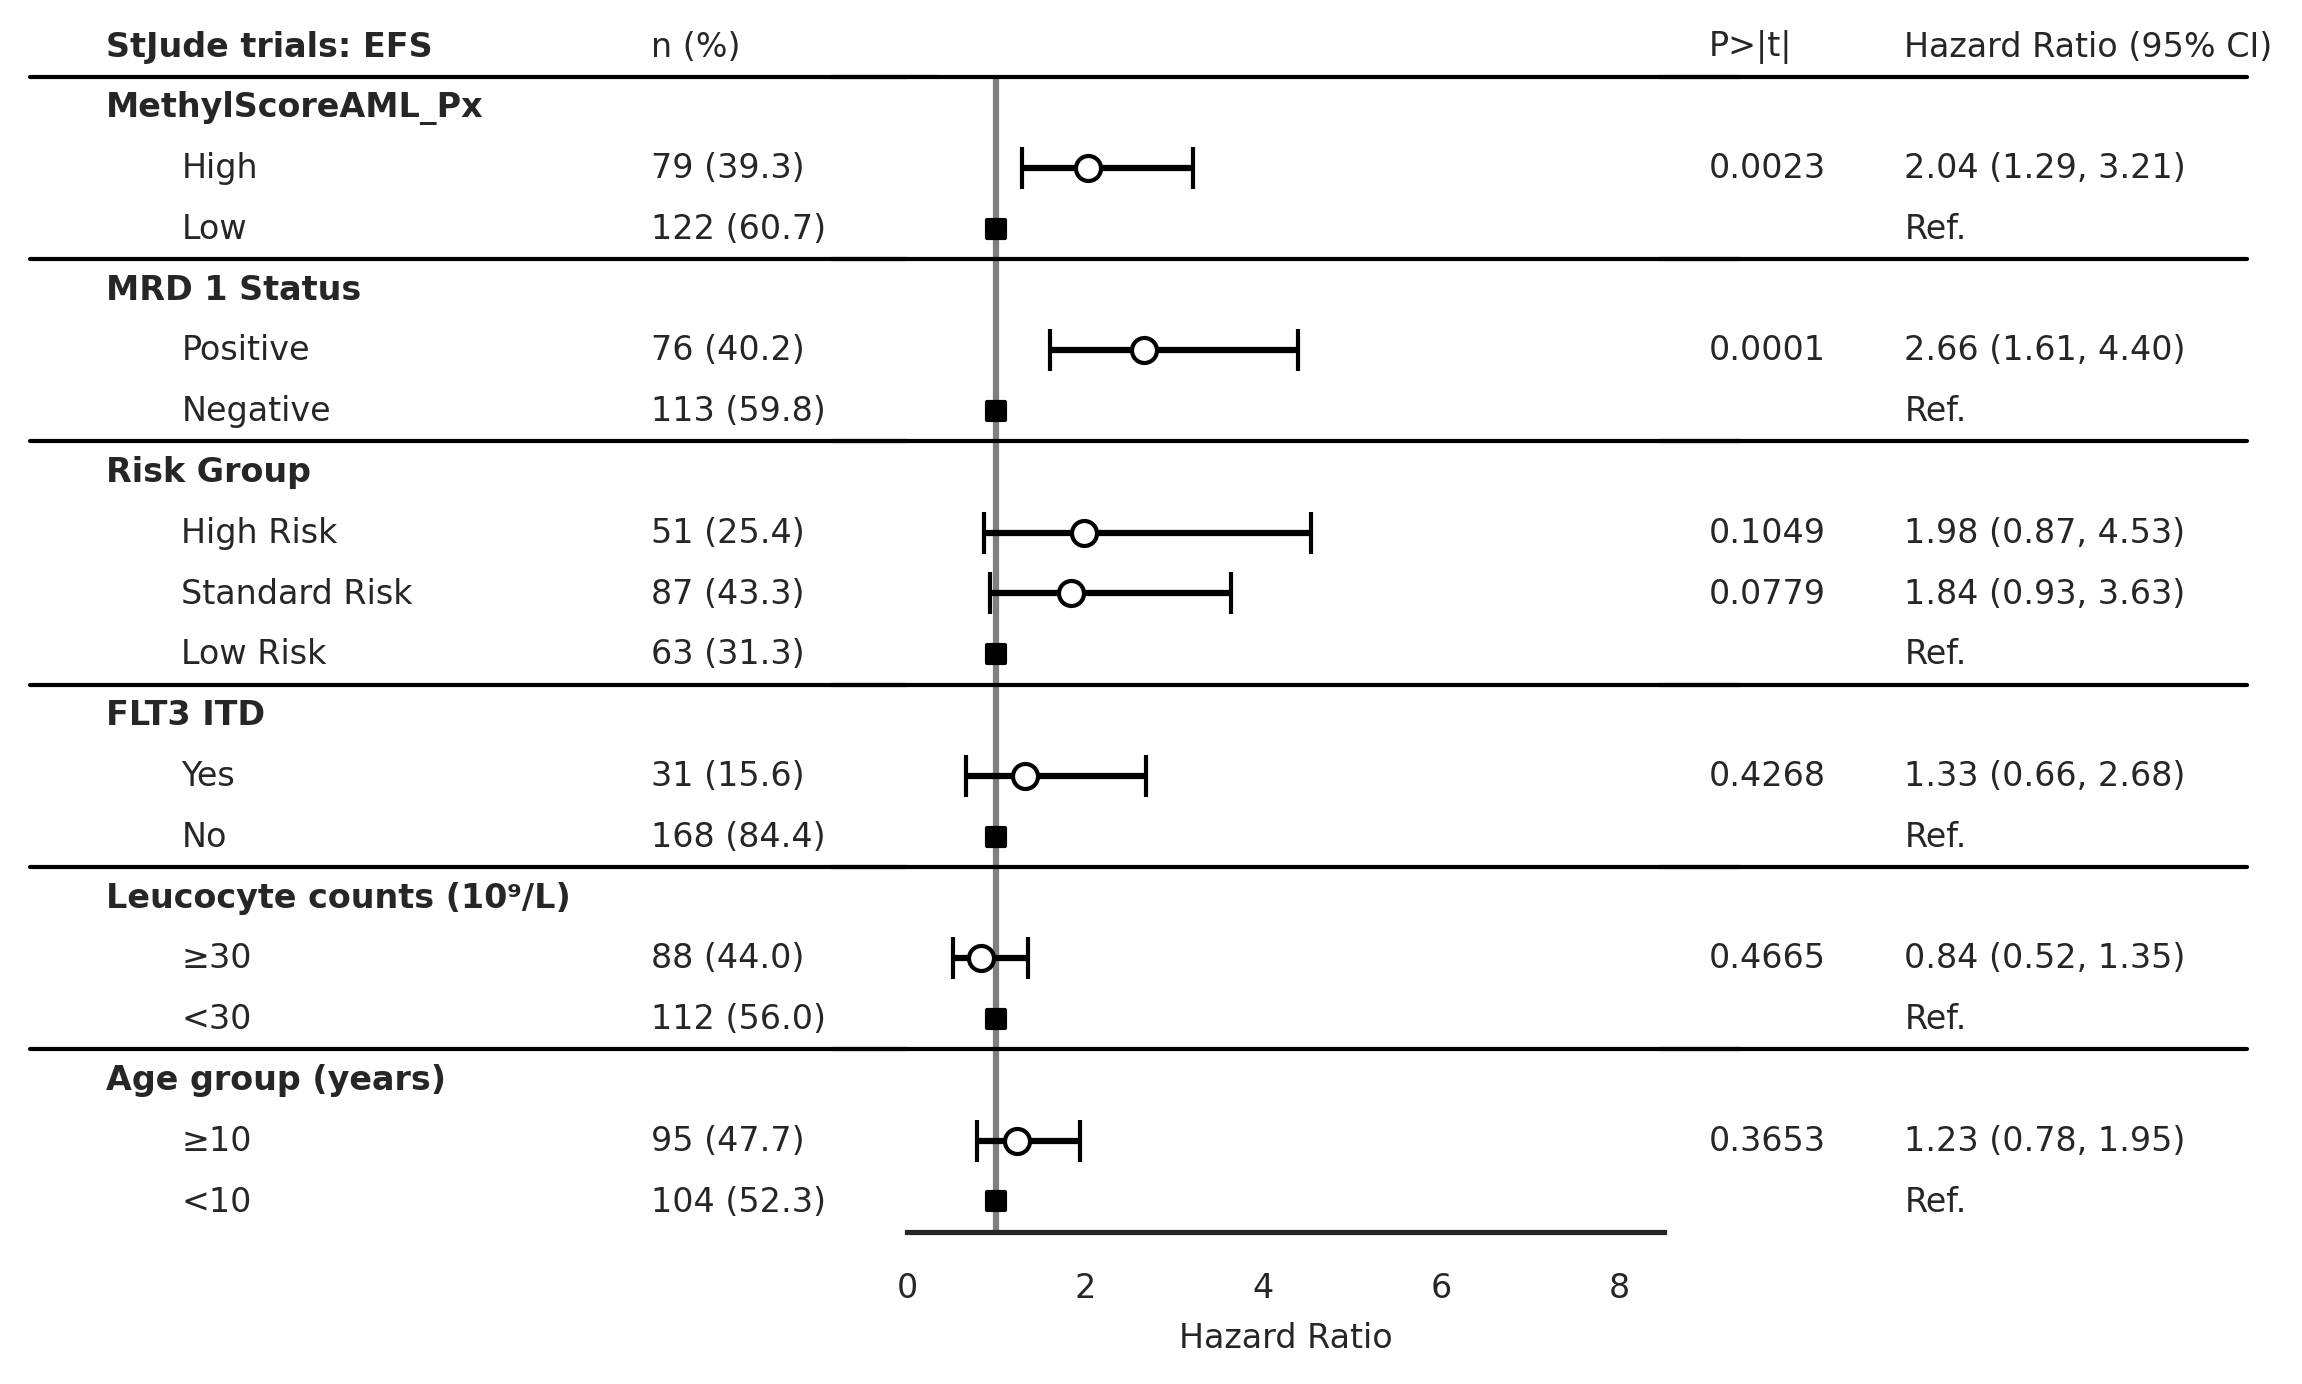 StJude trials: EFS n (%) P>|t| Hazard Ratio (95% CI)
MethylScoreAML_Px
High 79 (39.3) 0.0023 2.04 (1.29, 3.21)
Low 122 (60.7) Ref.
MRD 1 Status
Positive 76 (40.2) 0.0001 2.66 (1.61, 4.40)
Negative 113 (59.8) Ref.
Risk Group
High Risk 51 (25.4) 0.1049 1.98 (0.87, 4.53)
Standard Risk 87 (43.3) 0.0779 1.84 (0.93, 3.63)
Low Risk 63 (31.3) Ref.
FLT3 ITD
Yes 31 (15.6) 0.4268 1.33 (0.66, 2.68)
No 168 (84.4) Ref.
Leucocyte counts (10⁹/L)
≥30 88 (44.0) 0.4665 0.84 (0.52, 1.35)
<30 112 (56.0) Ref.
Age group (years)
≥10 95 (47.7) 0.3653 1.23 (0.78, 1.95)
<10 104 (52.3) Ref.
0 2 4 6 8
Hazard Ratio